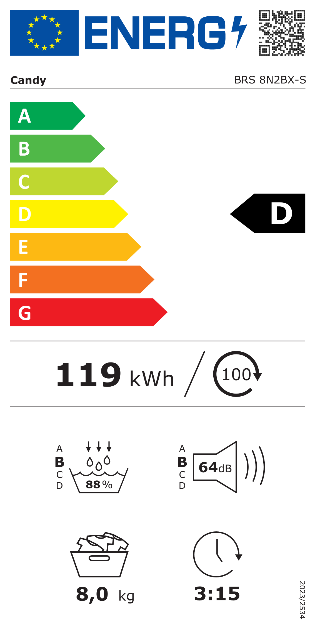 ENERG
Candy
BRS 8N2BX-S
A
B
C
D
E
F
G
D
119 kWh / 100
A
B
C
D
88 %
A
B
C
D
64dB
8,0 kg
3:15
2023/2534